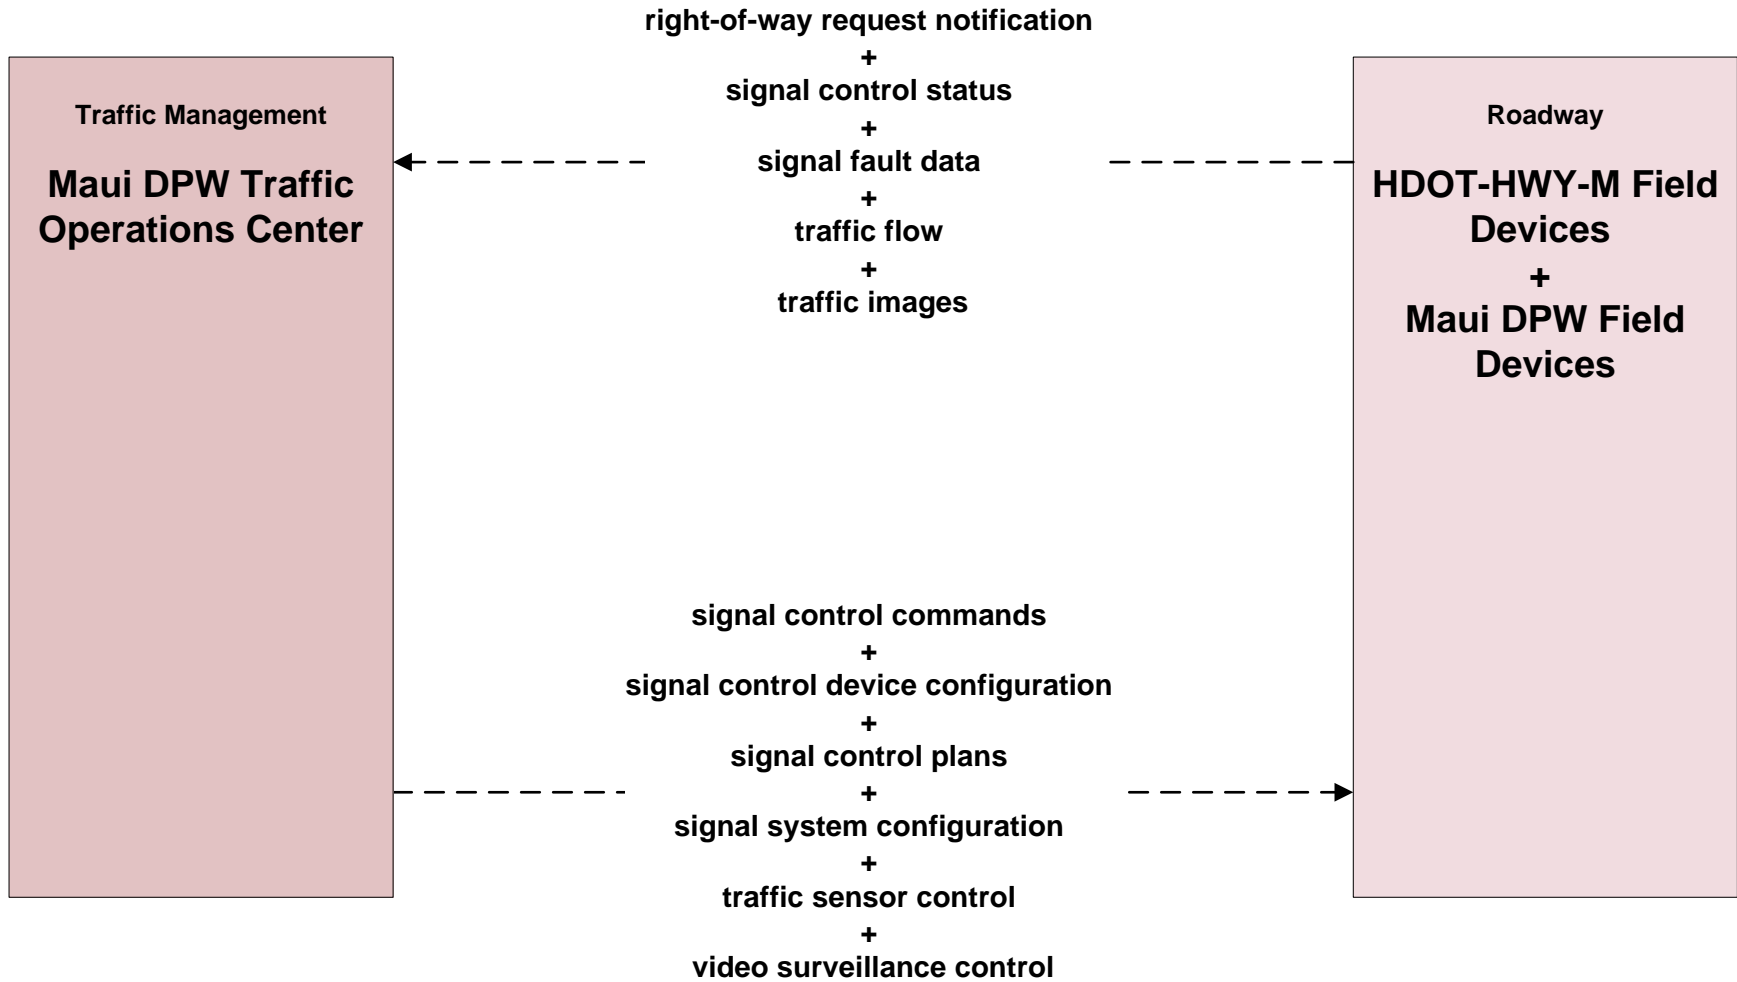 Traffic Management
Maui DPW Traffic
Operations Center
right-of-way request notification
+
signal control status
+
signal fault data
+
traffic flow
+
traffic images
signal control commands
+
signal control device configuration
+
signal control plans
+
signal system configuration
+
traffic sensor control
+
video surveillance control
Roadway
HDOT-HWY-M Field
Devices
+
Maui DPW Field
Devices